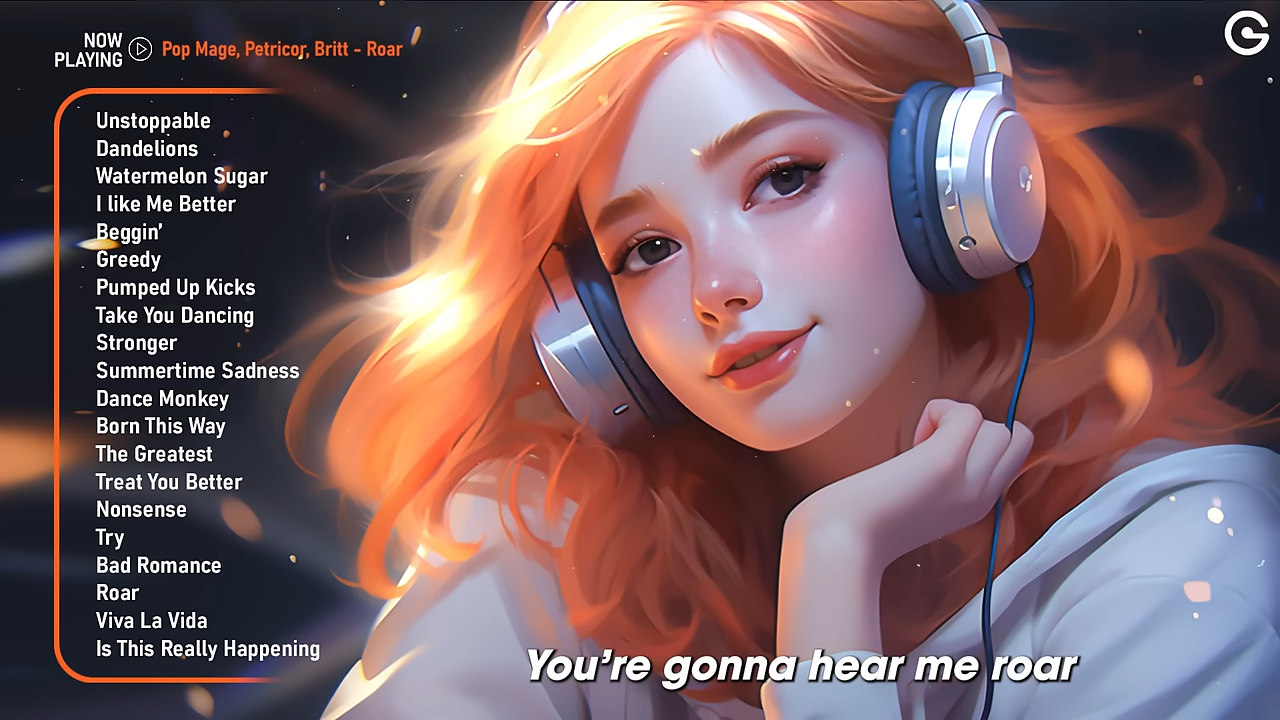 NOW
PLAYING
Pop Mage, Petricor, Britt - Roar
Unstoppable
Dandelions
Watermelon Sugar
I like Me Better
Beggin’
Greedy
Pumped Up Kicks
Take You Dancing
Stronger
Summertime Sadness
Dance Monkey
Born This Way
The Greatest
Treat You Better
Nonsense
Try
Bad Romance
Roar
Viva La Vida
Is This Really Happening
You’re gonna hear me roar
G